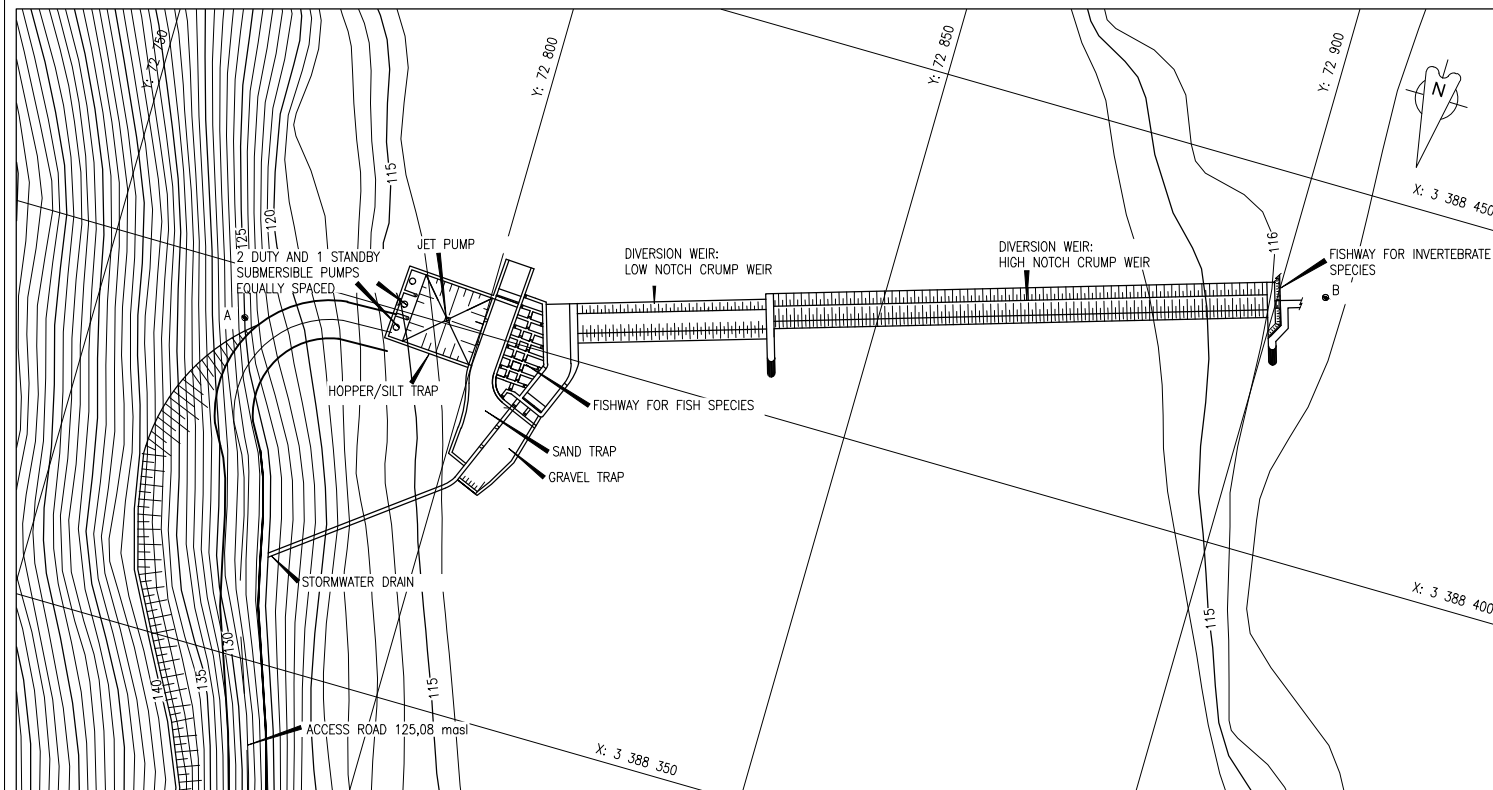 Y: 72 750
Y: 72 800
Y: 72 850
Y: 72 900
N
115
X: 3 388 450
125
120
116
2 DUTY AND 1 STANDBY
SUBMERSIBLE PUMPS
EQUALLY SPACED
JET PUMP
DIVERSION WEIR:
LOW NOTCH CRUMP WEIR
DIVERSION WEIR:
HIGH NOTCH CRUMP WEIR
FISHWAY FOR INVERTEBRATE
SPECIES
A
B
HOPPER/SILT TRAP
FISHWAY FOR FISH SPECIES
SAND TRAP
GRAVEL TRAP
STORMWATER DRAIN
X: 3 388 400
115
130
135
140
115
ACCESS ROAD 125,08 masl
X: 3 388 350